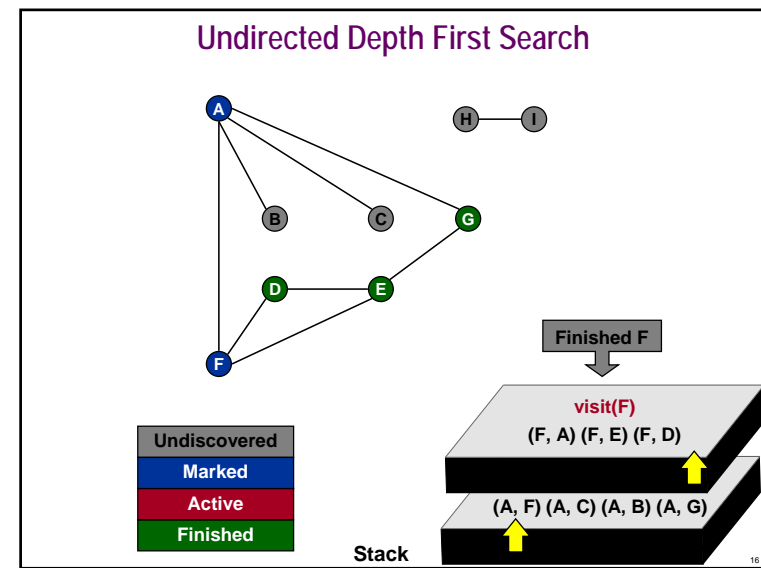 Undirected Depth First Search
A
H
I
B
C
G
D
E
F
Finished F
visit(F)
(F, A) (F, E) (F, D)
(A, F) (A, C) (A, B) (A, G)
Undiscovered
Marked
Active
Finished
Stack
16